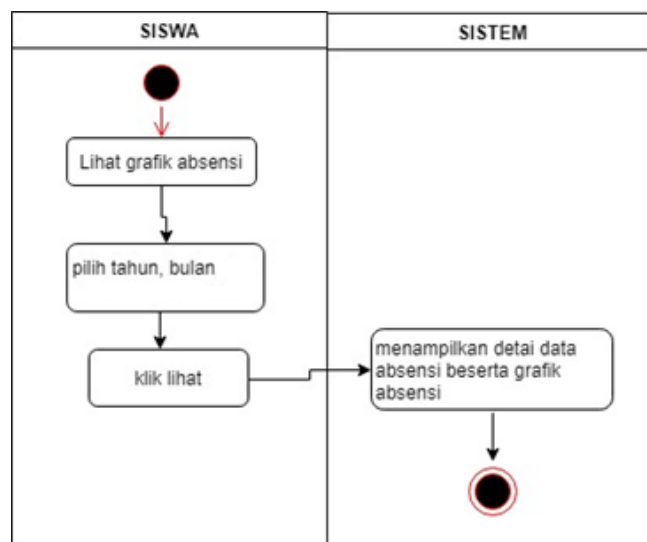 SISWA
SISTEM
Lihat grafik absensi
pilih tahun, bulan
klik lihat
menampilkan detai data
absensi beserta grafik
absensi